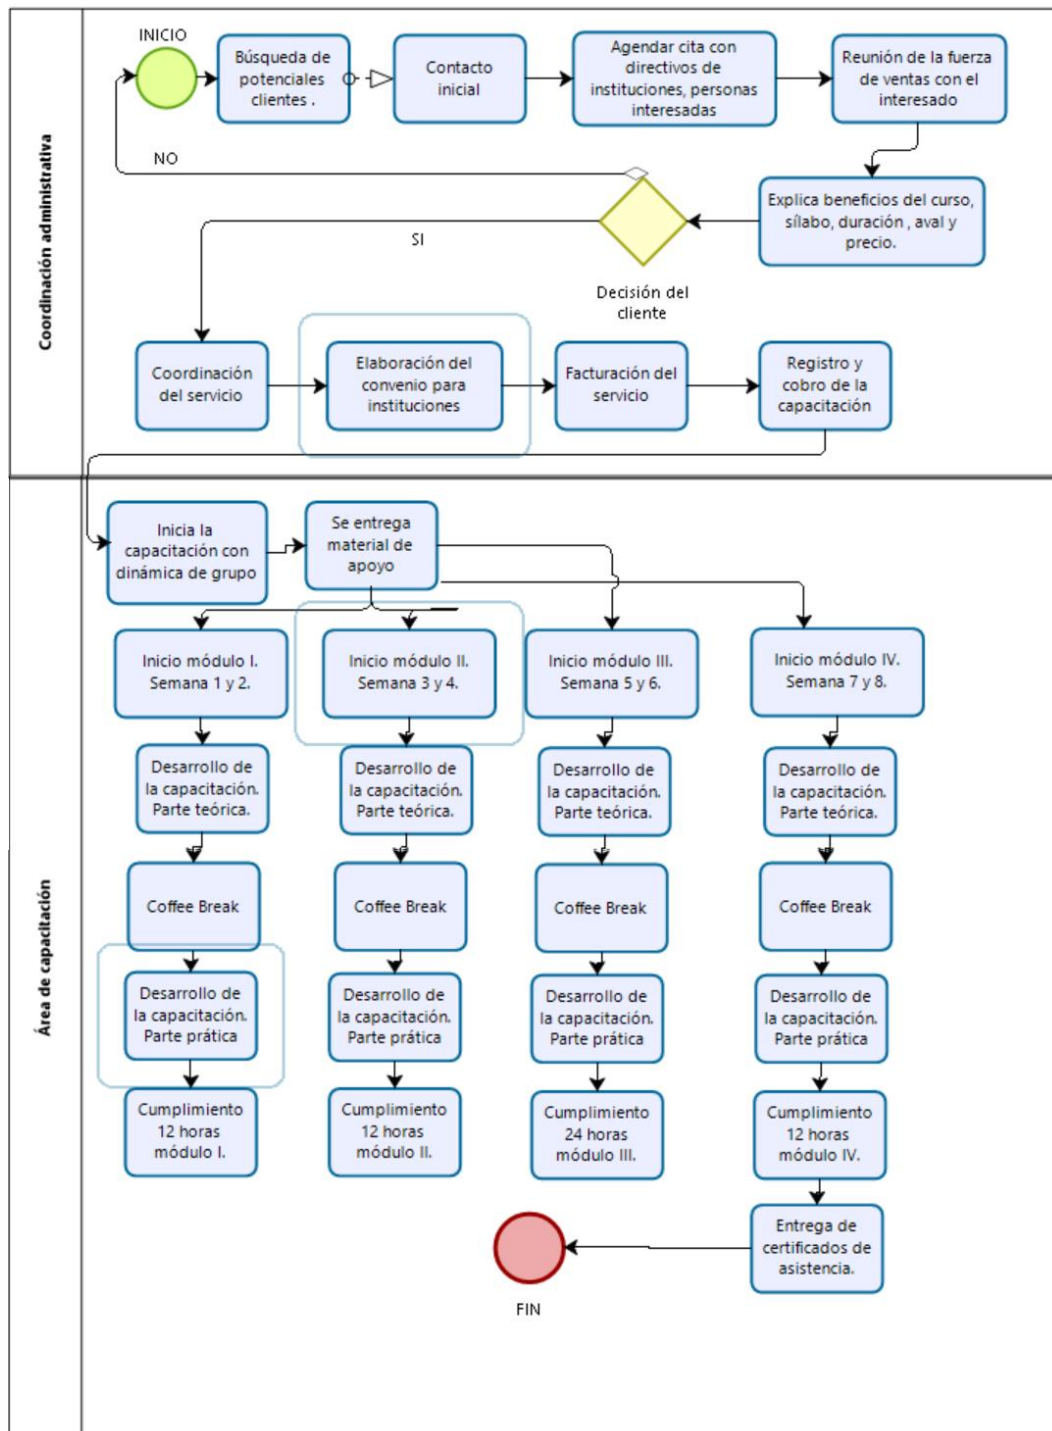 Coordinación administrativa
INICIO
Búsqueda de
potenciales
clientes .
Contacto
inicial
Agendar cita con
directivos de
instituciones, personas
interesadas
Reunión de la fuerza
de ventas con el
interesado
NO
Explica beneficios del curso,
sílabo, duración , aval y
precio.
SI
Decisión del
cliente
Coordinación
del servicio
Elaboración del
convenio para
instituciones
Facturación del
servicio
Registro y
cobro de la
capacitación
Área de capacitación
Inicia la
capacitación con
dinámica de grupo
Se entrega
material de
apoyo
Inicio módulo I.
Semana 1 y 2.
Inicio módulo II.
Semana 3 y 4.
Inicio módulo III.
Semana 5 y 6.
Inicio módulo IV.
Semana 7 y 8.
Desarrollo de
la capacitación.
Parte teórica.
Desarrollo de
la capacitación.
Parte teórica.
Desarrollo de
la capacitación.
Parte teórica.
Desarrollo de
la capacitación.
Parte teórica.
Coffee Break
Coffee Break
Coffee Break
Coffee Break
Desarrollo de
la capacitación.
Parte prática
Desarrollo de
la capacitación.
Parte prática
Desarrollo de
la capacitación.
Parte prática
Desarrollo de
la capacitación.
Parte prática
Cumplimiento
12 horas
módulo I.
Cumplimiento
12 horas
módulo II.
Cumplimiento
24 horas
módulo III.
Cumplimiento
12 horas
módulo IV.
Entrega de
certificados de
asistencia.
FIN